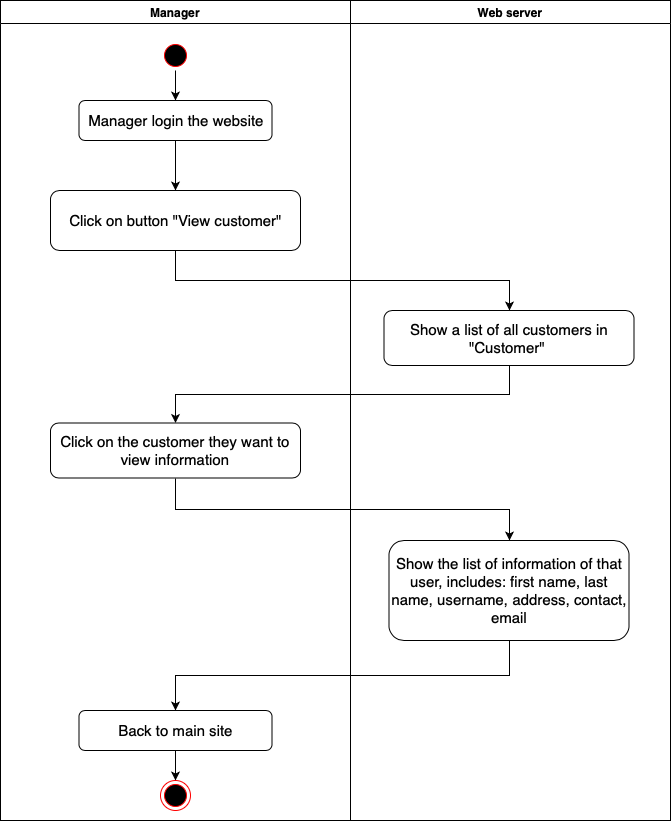 Manager
Web server
Manager login the website
Click on button "View customer"
Show a list of all customers in
"Customer"
Click on the customer they want to
view information
Show the list of information of that
user, includes: first name, last
name, username, address, contact,
email
Back to main site